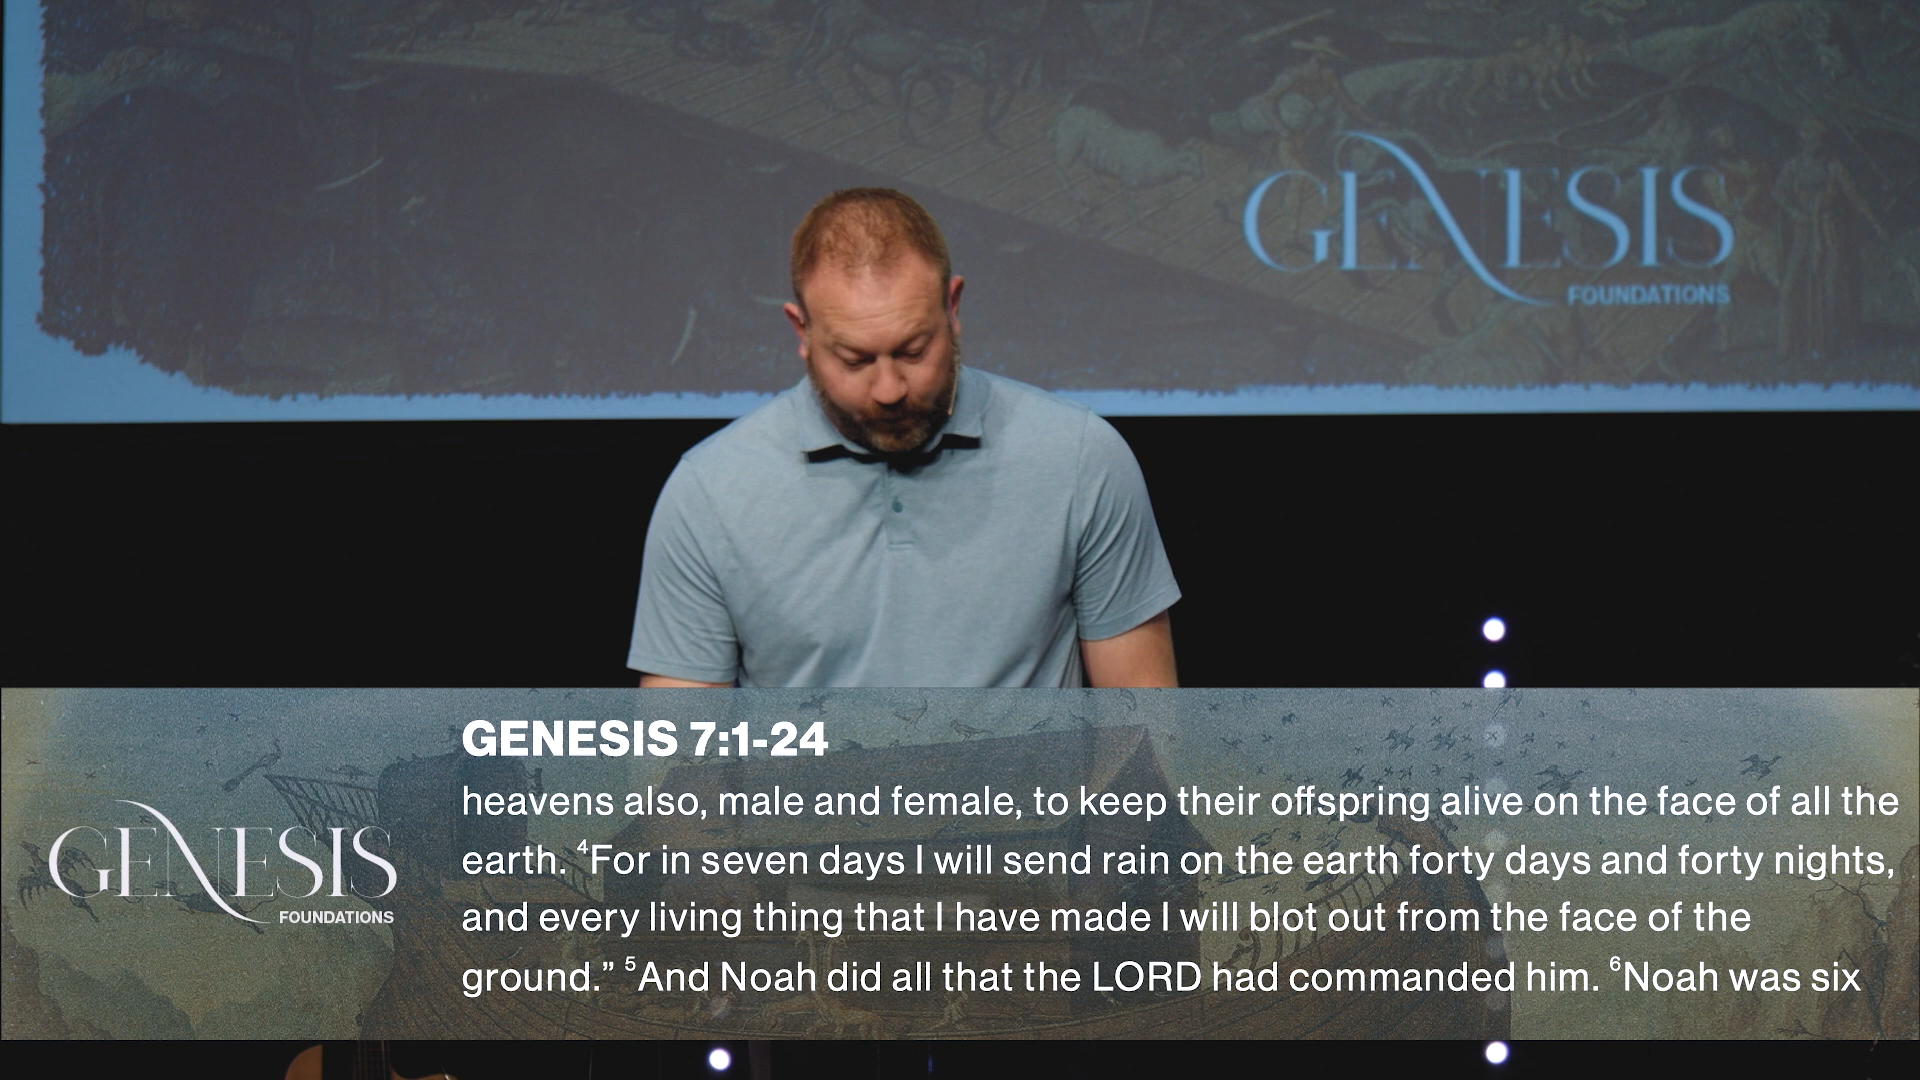 GENESIS
FOUNDATIONS
GENESIS 7:1-24
heavens also, male and female, to keep their offspring alive on the face of all the
earth. ⁴For in seven days I will send rain on the earth forty days and forty nights,
and every living thing that I have made I will blot out from the face of the
ground.” ⁵And Noah did all that the LORD had commanded him. ⁶Noah was six
GENESIS
FOUNDATIONS